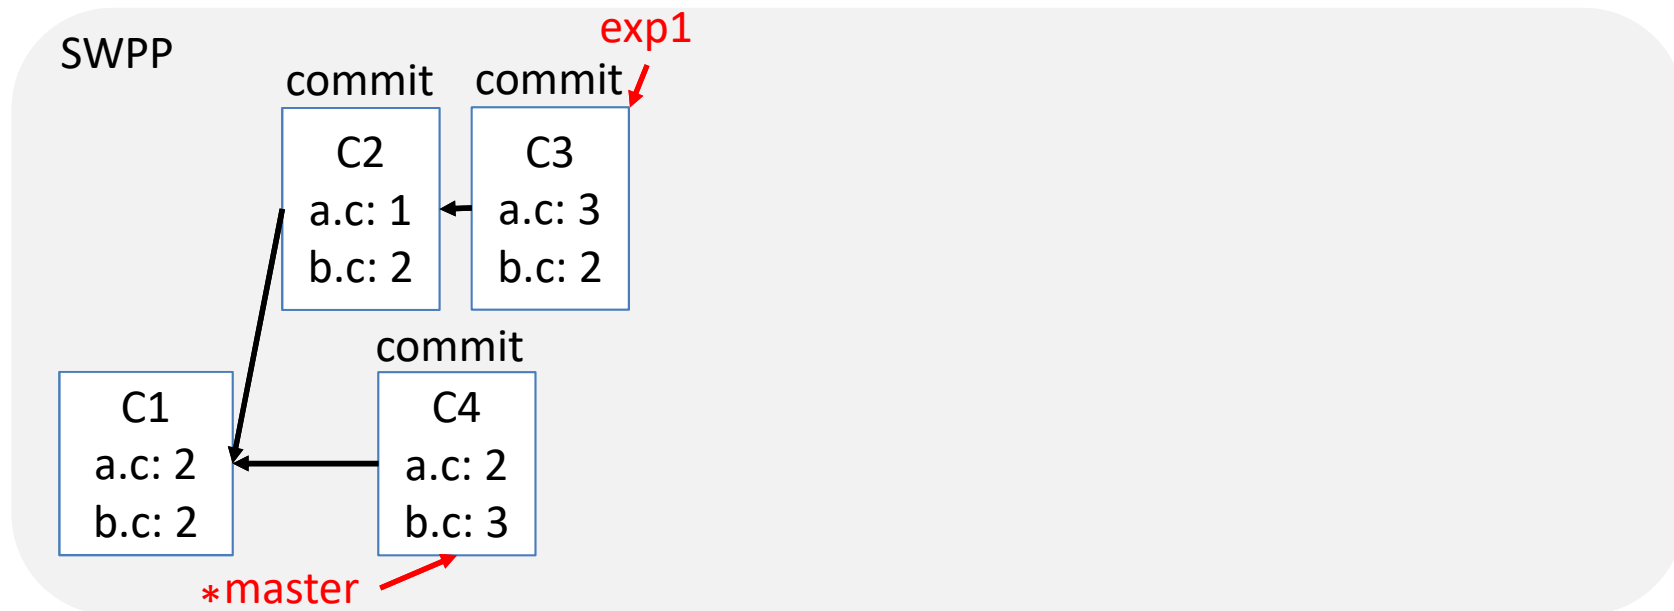 SWPP
exp1
commit
commit
C2
a.c: 1
b.c: 2
C3
a.c: 3
b.c: 2
commit
C1
a.c: 2
b.c: 2
C4
a.c: 2
b.c: 3
*master